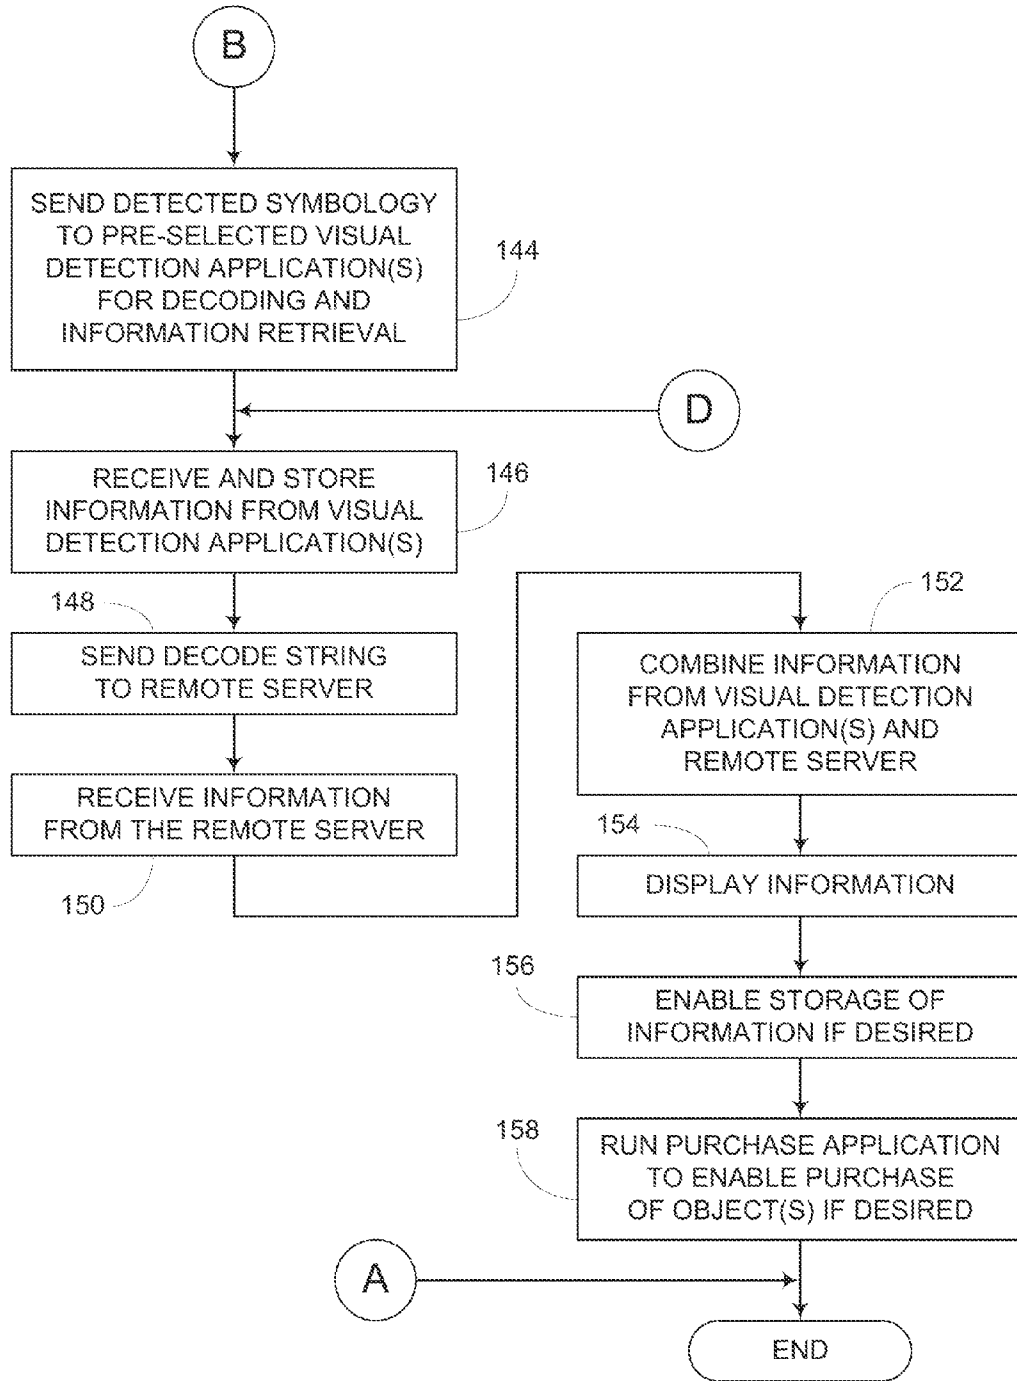 B
SEND DETECTED SYMBOLOGY
TO PRE-SELECTED VISUAL
DETECTION APPLICATION(S)
FOR DECODING AND
INFORMATION RETRIEVAL
144
D
RECEIVE AND STORE
INFORMATION FROM VISUAL
DETECTION APPLICATION(S)
146
148
SEND DECODE STRING
TO REMOTE SERVER
RECEIVE INFORMATION
FROM THE REMOTE SERVER
150
152
COMBINE INFORMATION
FROM VISUAL DETECTION
APPLICATION(S) AND
REMOTE SERVER
154
DISPLAY INFORMATION
156
ENABLE STORAGE OF
INFORMATION IF DESIRED
158
RUN PURCHASE APPLICATION
TO ENABLE PURCHASE
OF OBJECT(S) IF DESIRED
A
END